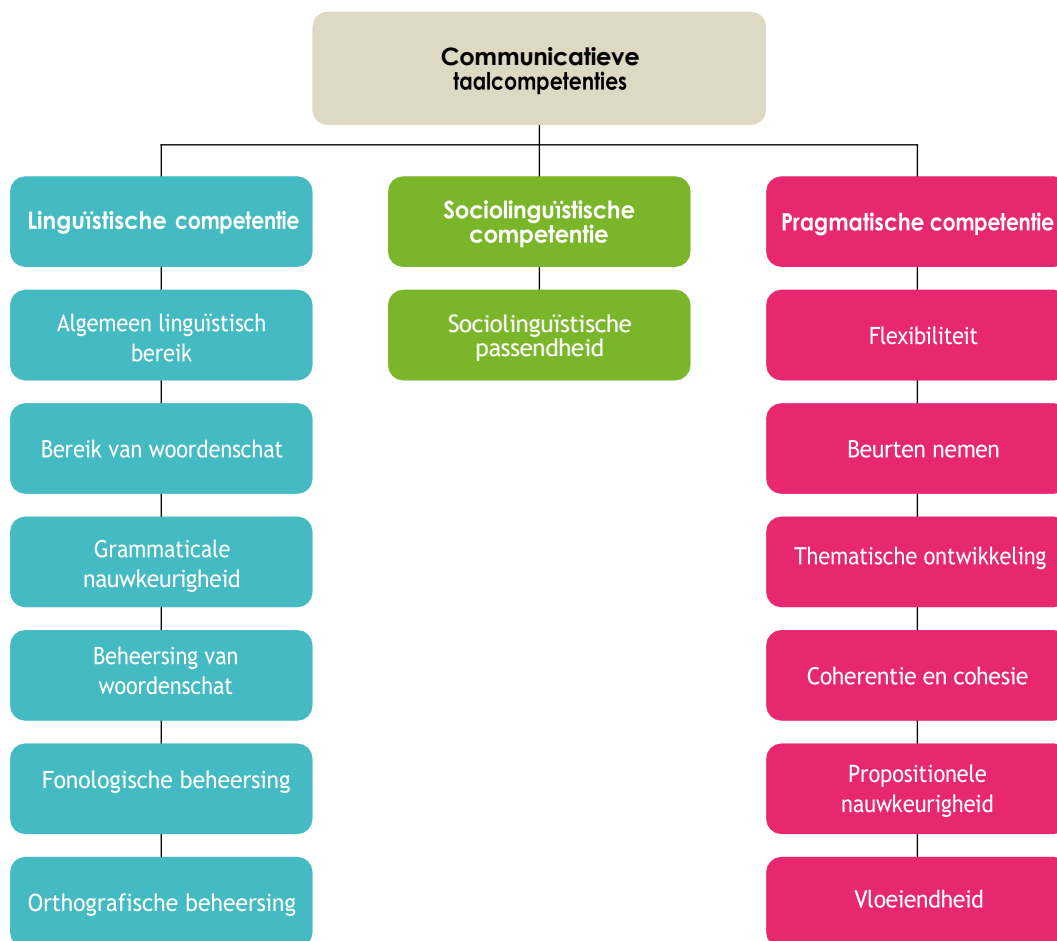 Communicatieve
taalcompetenties
Linguïstische competentie
Sociolinguïstische
competentie
Pragmatische competentie
Algemeen linguïstisch
bereik
Sociolinguïstische
passendheid
Flexibiliteit
Bereik van woordenschat
Beurten nemen
Grammaticale
nauwkeurigheid
Thematische ontwikkeling
Beheersing van
woordenschat
Coherentie en cohesie
Fonologische beheersing
Propositionele
nauwkeurigheid
Orthografische beheersing
Vloeiendheid